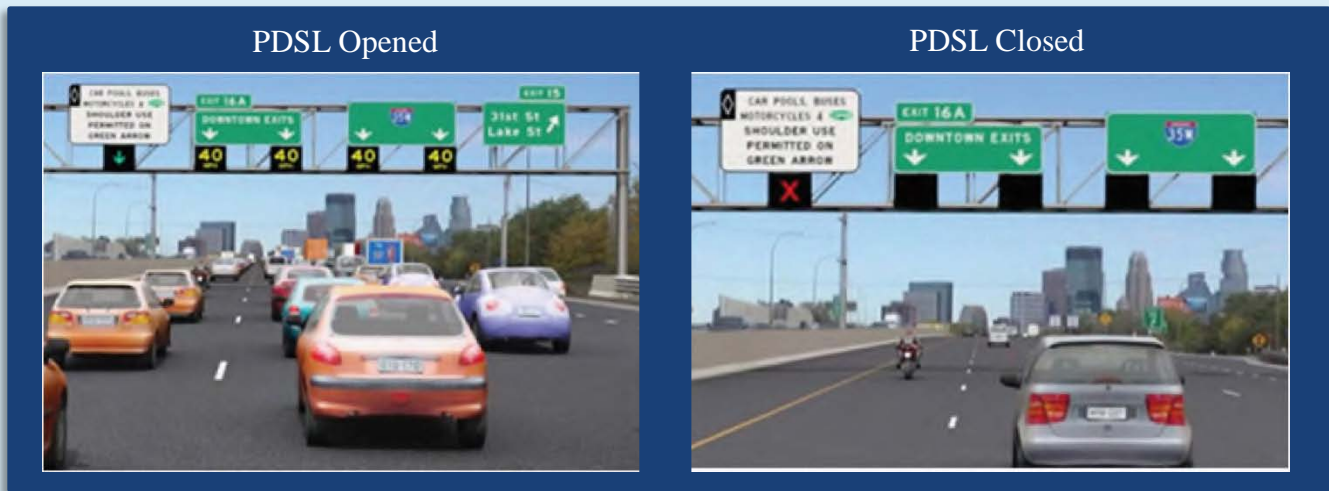 PDSL Opened
PDSL Closed
CAR POOLS, BUSES
MOTORCYCLES &
SHOULDER USE
PERMITTED ON
GREEN ARROW
EXIT 16A
DOWNTOWN EXITS
35W
EXIT 15
31st St
Lake St
40
40
40
40
CAR POOLS, BUSES
MOTORCYCLES &
SHOULDER USE
PERMITTED ON
GREEN ARROW
X
EXIT 16A
DOWNTOWN EXITS
35W